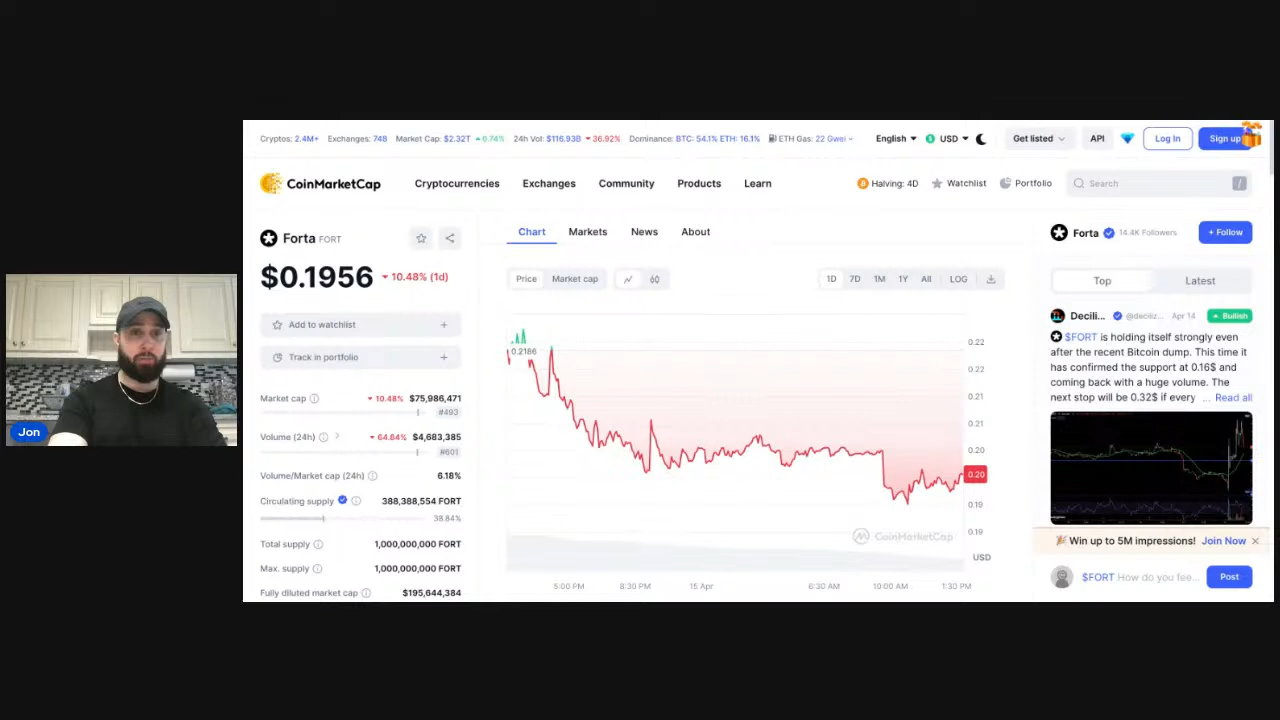 Cryptos: 2.4M+ Exchanges: 748 Market Cap: $2.32T 0.74% 24h Vol: $116.93B 36.92% Dominance: BTC: 54.1% ETH: 16.1% ETH Gas: 22 Gwei English USD Get listed API Log In Sign up
CoinMarketCap Cryptocurrencies Exchanges Community Products Learn Halving: 4D Watchlist Portfolio Search /
Forta FORT
$0.1956 10.48% (1d)
Add to watchlist +
Track in portfolio +
Market cap 10.48% $75,986,471
#493
Volume (24h) 64.84% $4,683,385
#601
Volume/Market cap (24h) 6.18%
Circulating supply 388,388,554 FORT
38.84%
Total supply 1,000,000,000 FORT
Max. supply 1,000,000,000 FORT
Fully diluted market cap $195,644,384
Chart Markets News About
Price Market cap 1D 7D 1M 1Y All LOG
0.2186
0.22
0.22
0.21
0.21
0.20
0.20
0.19
0.19
CoinMarketCap
USD
5:00 PM 8:30 PM 15 Apr 6:30 AM 10:00 AM 1:30 PM
Forta 14.4K Followers + Follow
Top Latest
Decili... @deciliz... Apr 14 Bullish
$FORT is holding itself strongly
even after the recent Bitcoin dump. This time it
has confirmed the support at 0.16$ and
coming back with a huge volume. The
next stop will be 0.32$ if every ... Read all
Win up to 5M impressions! Join Now
$FORT How do you fee... Post
Jon